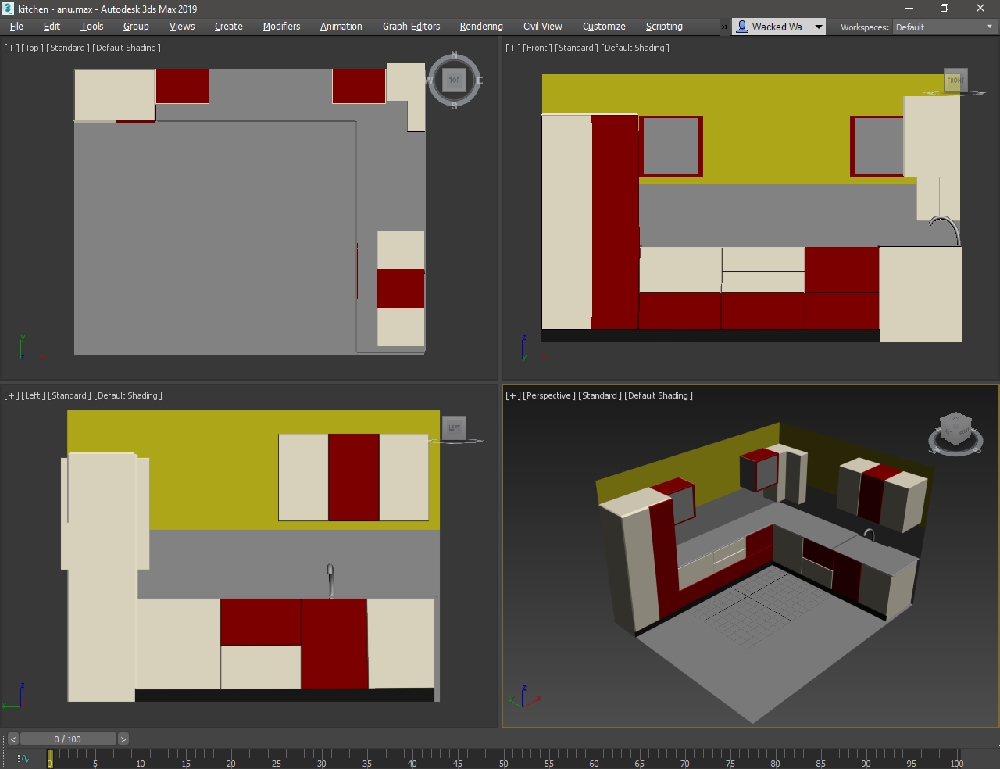 kitchen - anu.max - Autodesk 3ds Max 2019
File Edit Tools Group Views Create Modifiers Animation Graph Editors Rendering Civil View Customize Scripting » Wacked Wa Workspaces: Default
[+] [Top] [Standard] [Default Shading]
N
W TOP E
S
[+] [Front] [Standard] [Default Shading]
FRONT
[+] [Left] [Standard] [Default Shading]
LEFT
[+] [Perspective] [Standard] [Default Shading]
< 0 / 100 >
0 5 10 15 20 25 30 35 40 45 50 55 60 65 70 75 80 85 90 95 100